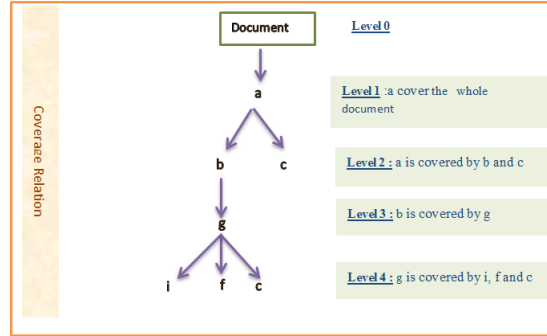 Document
Level 0
a
Level 1 :a cover the whole
document
b c
Level 2 : a is covered by b and c
g
Level 3 : b is covered by g
i f c
Level 4 : g is covered by i, f and c
Coverage Relation